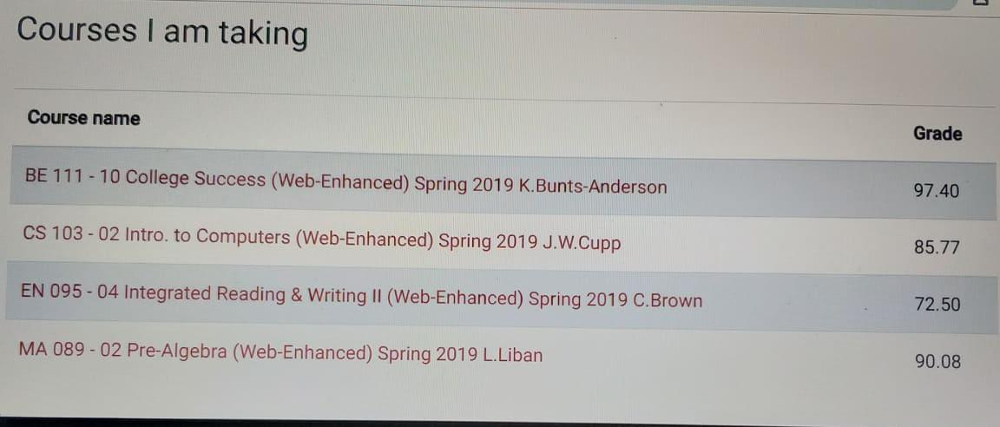 Courses I am taking
Course name Grade
BE 111 - 10 College Success (Web-Enhanced) Spring 2019 K.Bunts-Anderson 97.40
CS 103 - 02 Intro. to Computers (Web-Enhanced) Spring 2019 J.W.Cupp 85.77
EN 095 - 04 Integrated Reading & Writing II (Web-Enhanced) Spring 2019 C.Brown 72.50
MA 089 - 02 Pre-Algebra (Web-Enhanced) Spring 2019 L.Liban 90.08